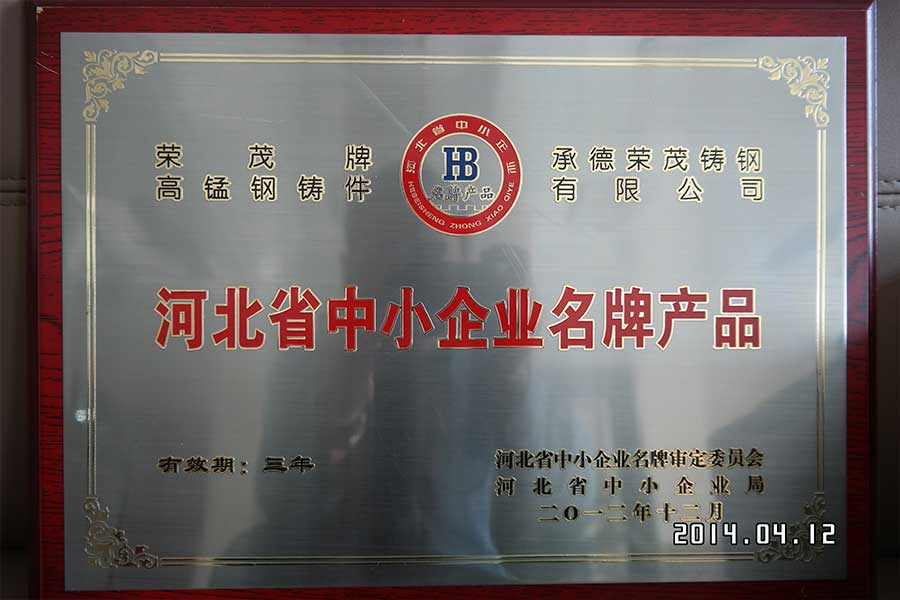 荣茂牌
高锰钢铸件
河北省中小企业
HB
名牌产品
HEBEISHENG ZHONG XIAO QIYE
承德荣茂铸钢
有限公司
河北省中小企业名牌产品
有效期：三年
河北省中小企业名牌审定委员会
河北省中小企业局
二〇一二年十二月
2014.04.12